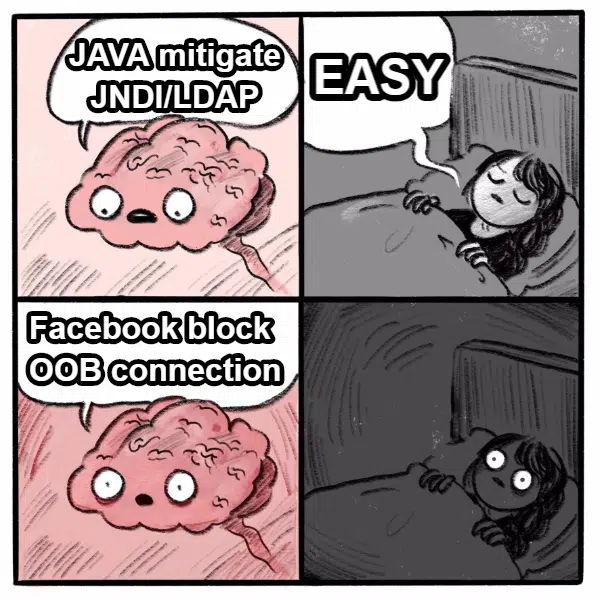 JAVA mitigate
JNDI/LDAP
EASY
Facebook block
OOB connection